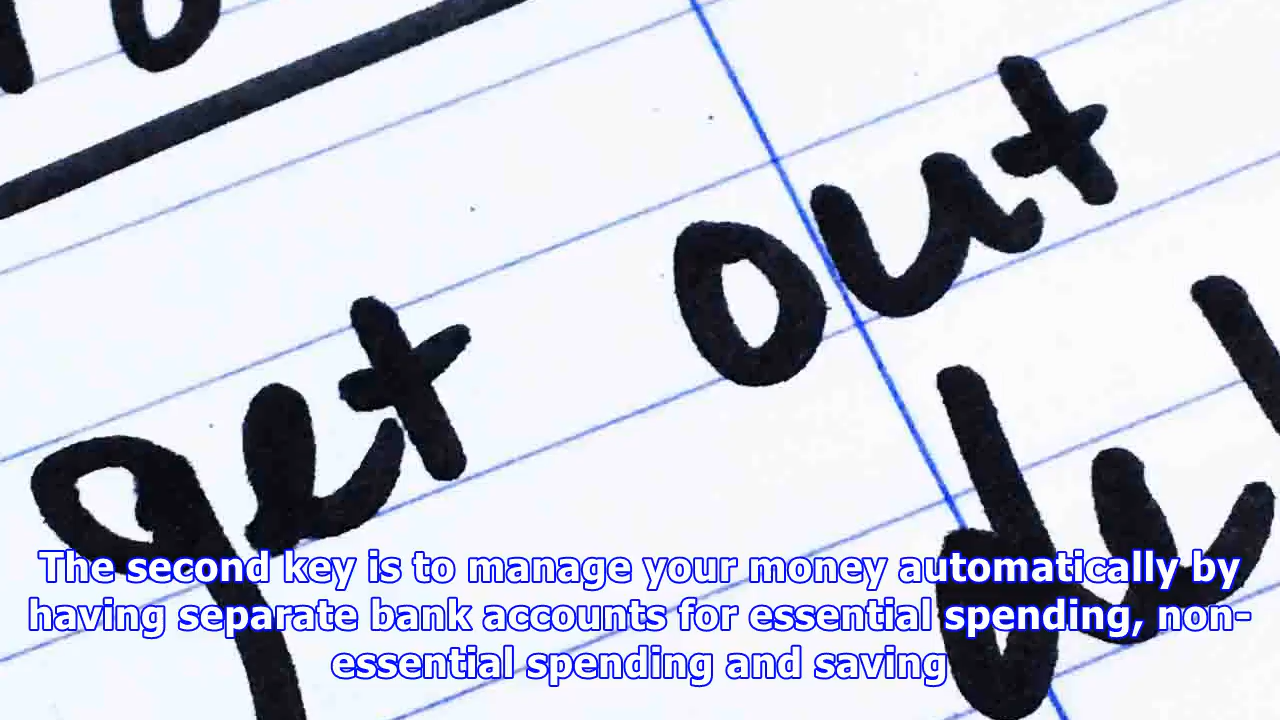 get out
The second key is to manage your money automatically by
having separate bank accounts for essential spending, non-
essential spending and saving